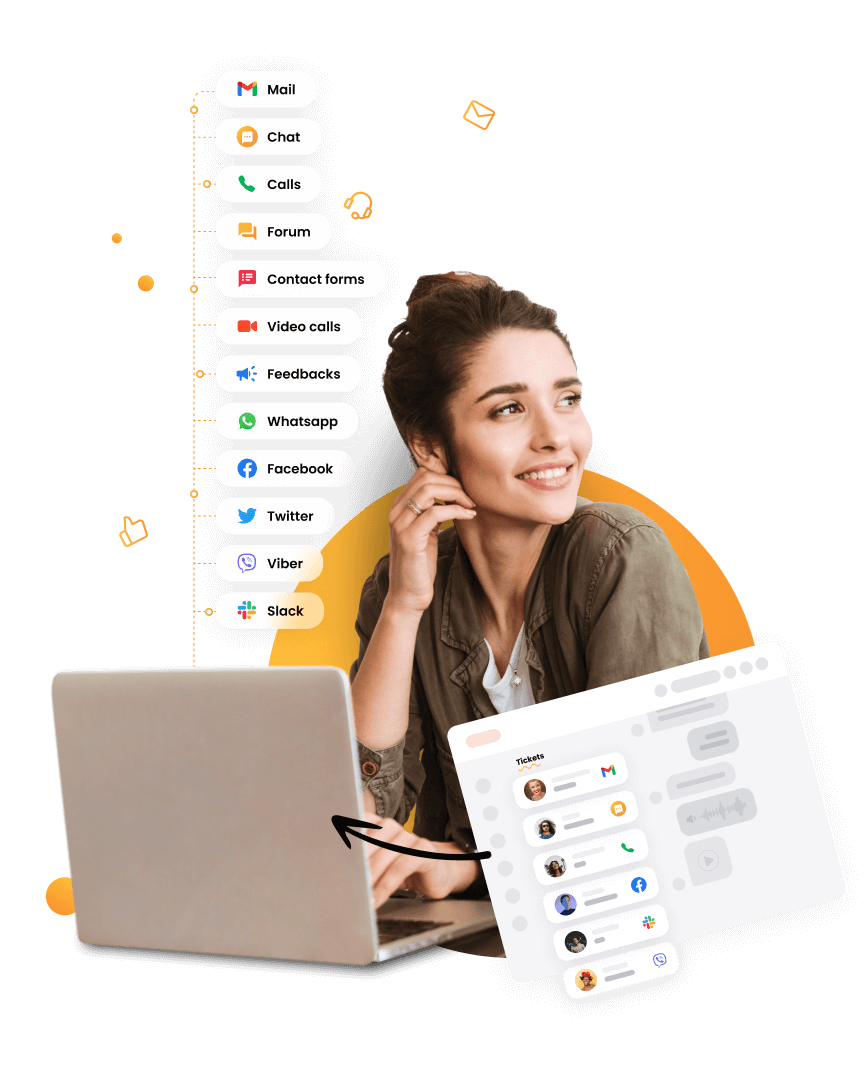 Mail
Chat
Calls
Forum
Contact forms
Video calls
Feedbacks
Whatsapp
Facebook
Twitter
Viber
Slack
Tickets